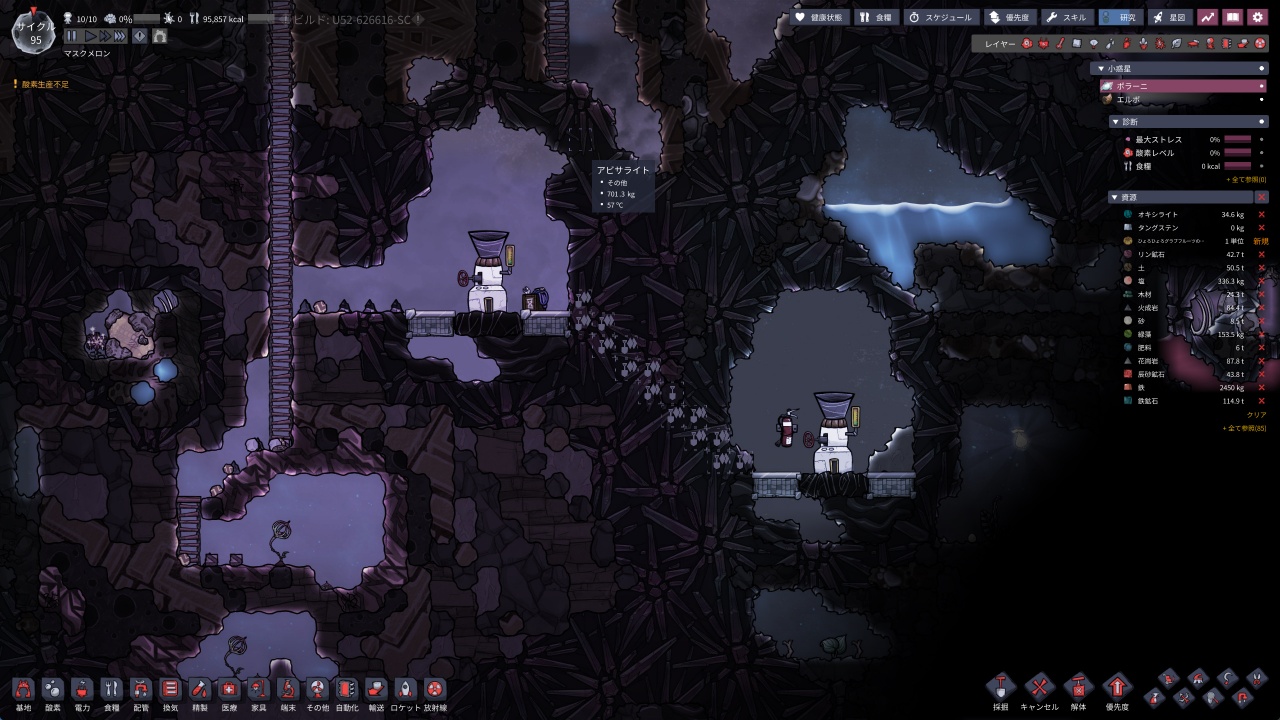 サイクル
95
10/10 0% 0 95,857 kcal
ビルド: U52-626616-SC
マスクメロン
酸素生産不足
健康状態 食糧 スケジュール 優先度 スキル 研究 星図
レイヤー
小惑星
ポラーニ
エルボ
診断
最大ストレス 0%
酸素レベル 0%
食糧 0 kcal
+ 全て参照(0)
資源
オキシライト 34.6 kg
タングステン 0 kg
1 単位 新規
リン鉱石 42.7 t
土 50.5 t
塩 336.3 kg
木材 24.3 t
火成岩
砂
緑藻 153.5 kg
肥料 6 t
花崗岩 87.8 t
辰砂鉱石 43.8 t
鉄 2450 kg
鉄鉱石 114.9 t
クリア
+ 全て参照(85)
アビサライト
• その他
• 701.3 kg
• 57 °C
基地 酸素 電力 食糧 配管 換気 精製 医療 家具 端末 その他 自動化 輸送 ロケット 放射線
採掘 キャンセル 解体 優先度